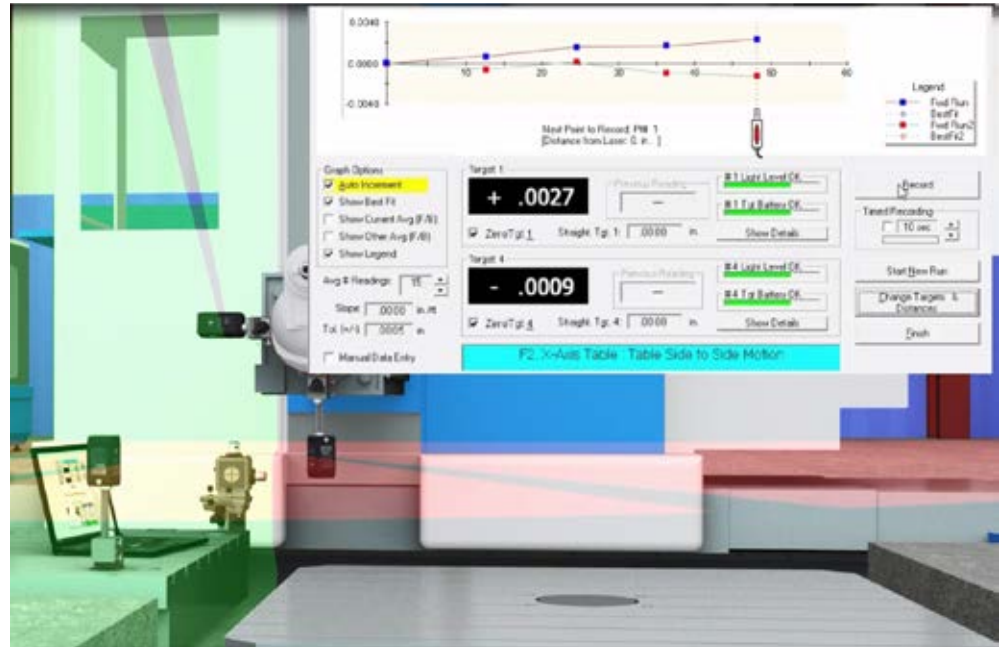 0.0040
0.0000
10 20 30 40 50 60
-0.0040
Next Point to Record: Pt# 1
[Distance from Laser: 0. in... ]
Legend
Fwd Run
BestFit
Fwd Run2
BestFit2
Graph Options
Auto Increment
Show Best Fit
Show Current Avg (F/B)
Show Other Avg (F/B)
Show Legend
Avg # Readings: 15
Slope: .0000 in./ft
Tol. (+/-): .0005 in
Manual Data Entry
Target 1
+ .0027
Previous Reading
---
#1 Light Level OK.
#1 Tgt Battery OK.
Zero Tgt 1
Straight. Tgt. 1: .0000 in.
Show Details
Target 4
- .0009
Previous Reading
---
#4 Light Level OK.
#4 Tgt Battery OK.
Zero Tgt 4
Straight. Tgt. 4: .0000 in.
Show Details
F2. X-Axis Table : Table Side to Side Motion
Record
Timed Recording
10 sec
Start New Run
Change Targets &
Distances
Finish